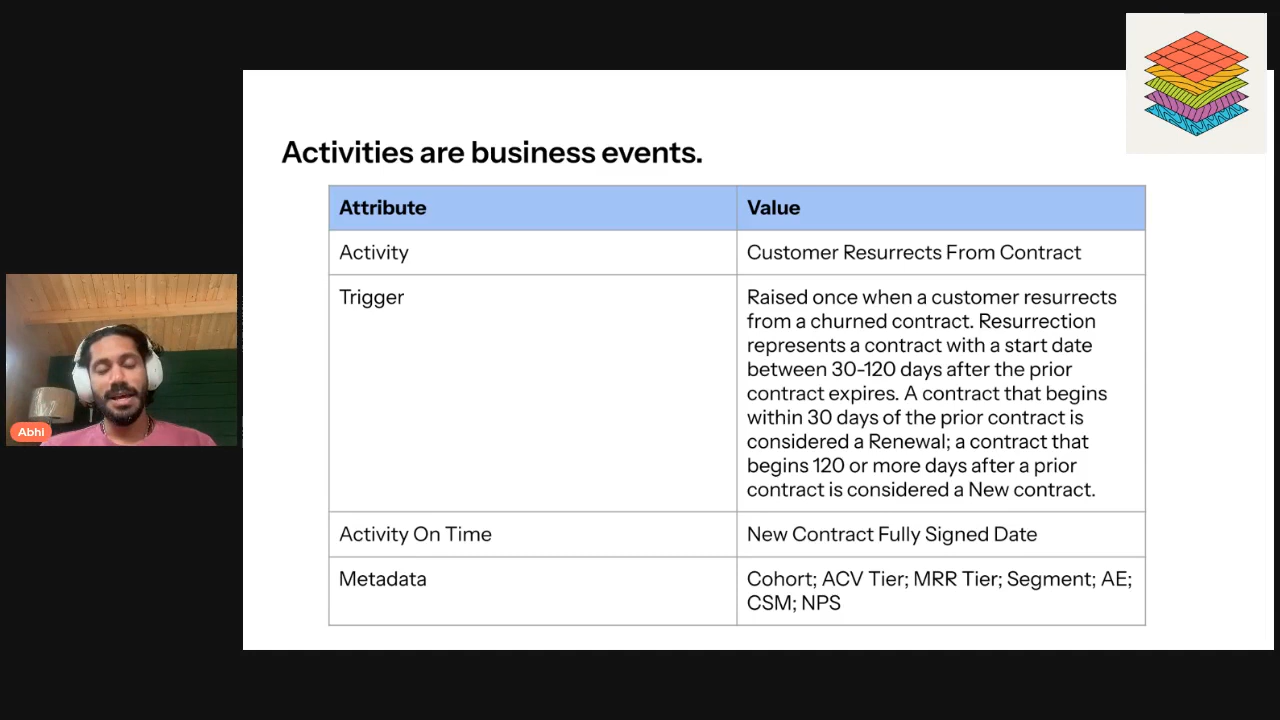 Activities are business events.
Attribute
Value
Activity
Customer Resurrects From Contract
Trigger
Raised once when a customer resurrects
from a churned contract. Resurrection
represents a contract with a start date
between 30-120 days after the prior
contract expires. A contract that begins
within 30 days of the prior contract is
considered a Renewal; a contract that
begins 120 or more days after a prior
contract is considered a New contract.
Activity On Time
New Contract Fully Signed Date
Metadata
Cohort; ACV Tier; MRR Tier; Segment; AE;
CSM; NPS
Abhi